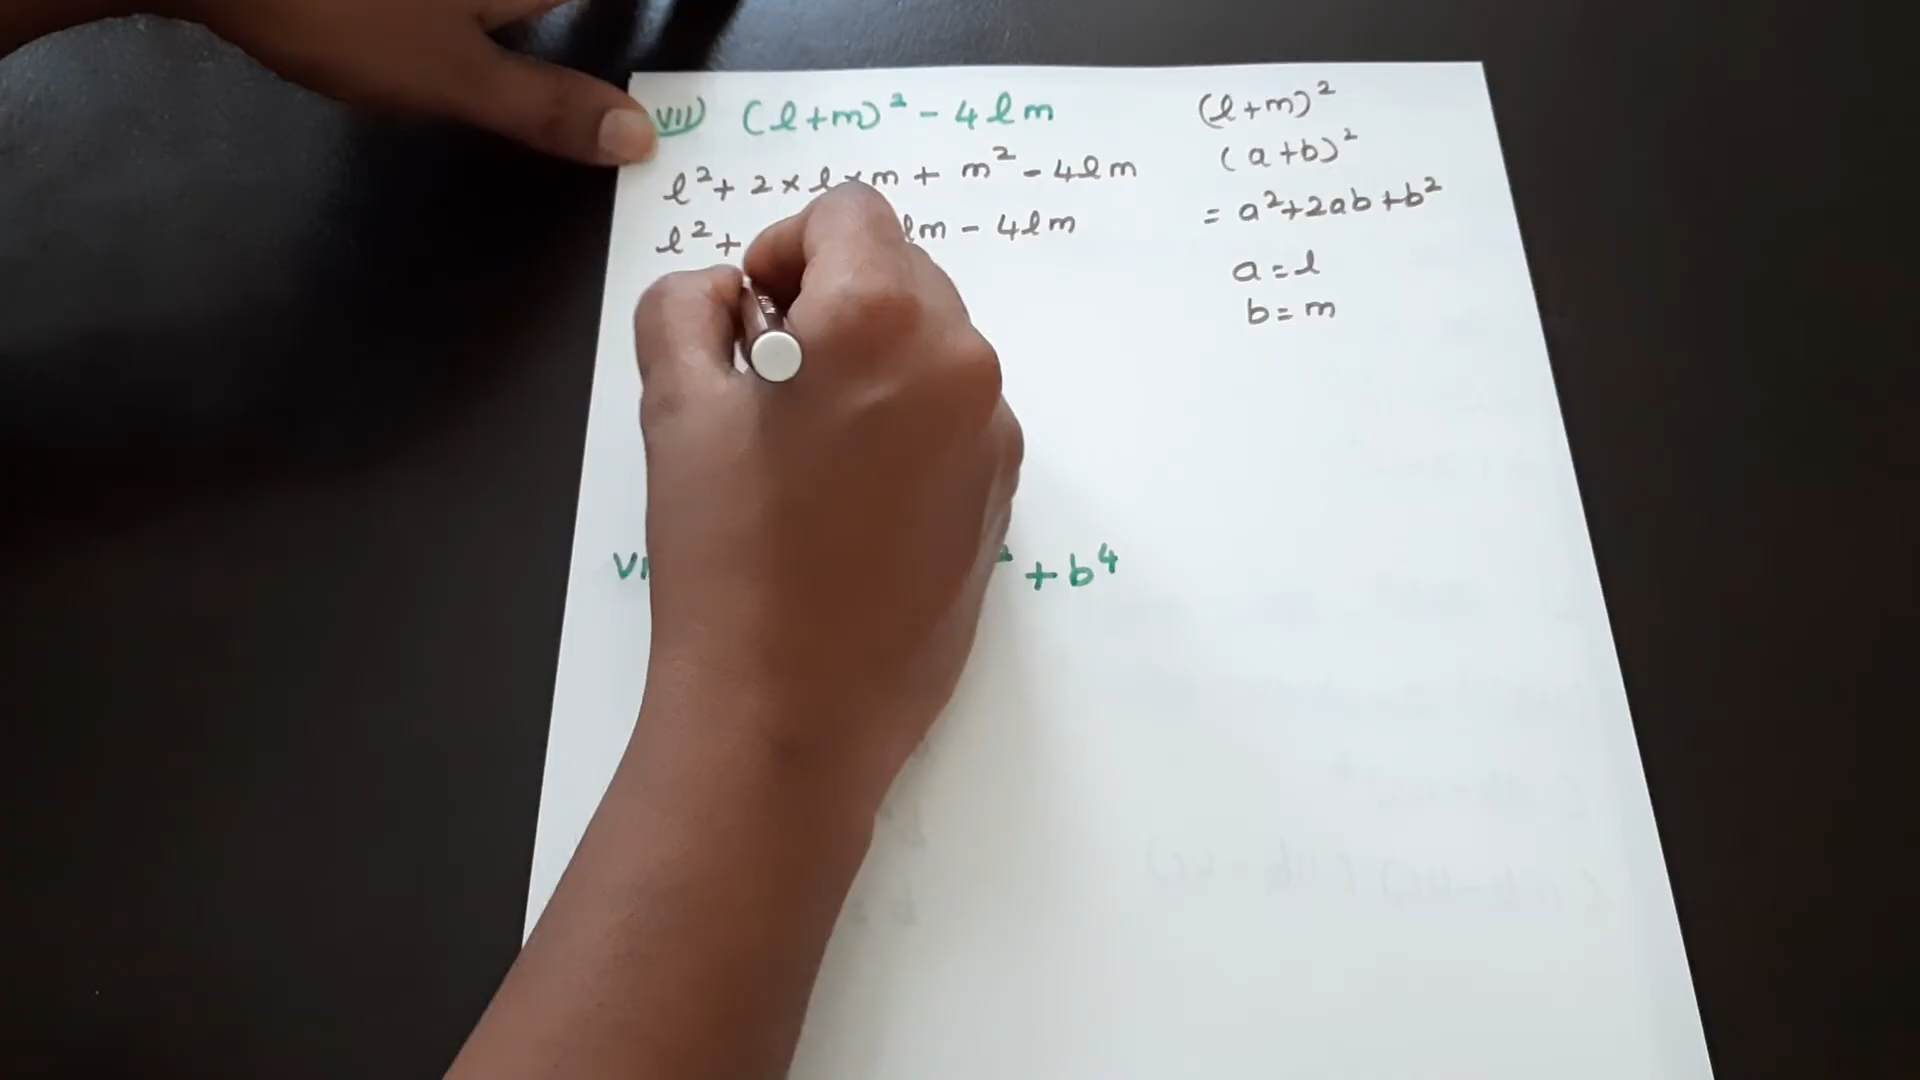 VII) (l+m)² - 4lm
l² + 2 × l × m + m² - 4lm
l² + lm - 4lm
+ b⁴
(l+m)²
(a+b)²
= a²+2ab+b²
a = l
b = m